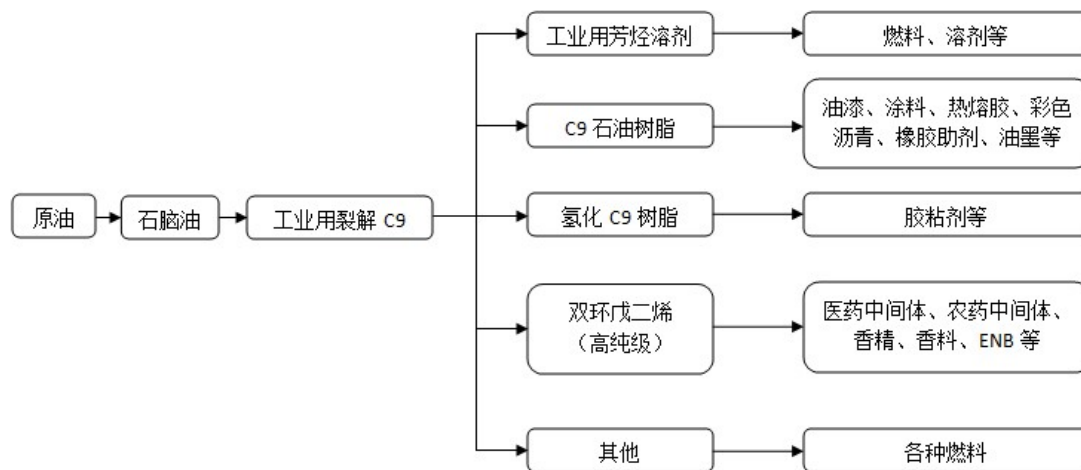 工业用芳烃溶剂
燃料、溶剂等
C9 石油树脂
油漆、涂料、热熔胶、彩色
沥青、橡胶助剂、油墨等
原油
石脑油
工业用裂解 C9
氢化 C9 树脂
胶粘剂等
双环戊二烯
（高纯级）
医药中间体、农药中间体、
香精、香料、ENB 等
其他
各种燃料